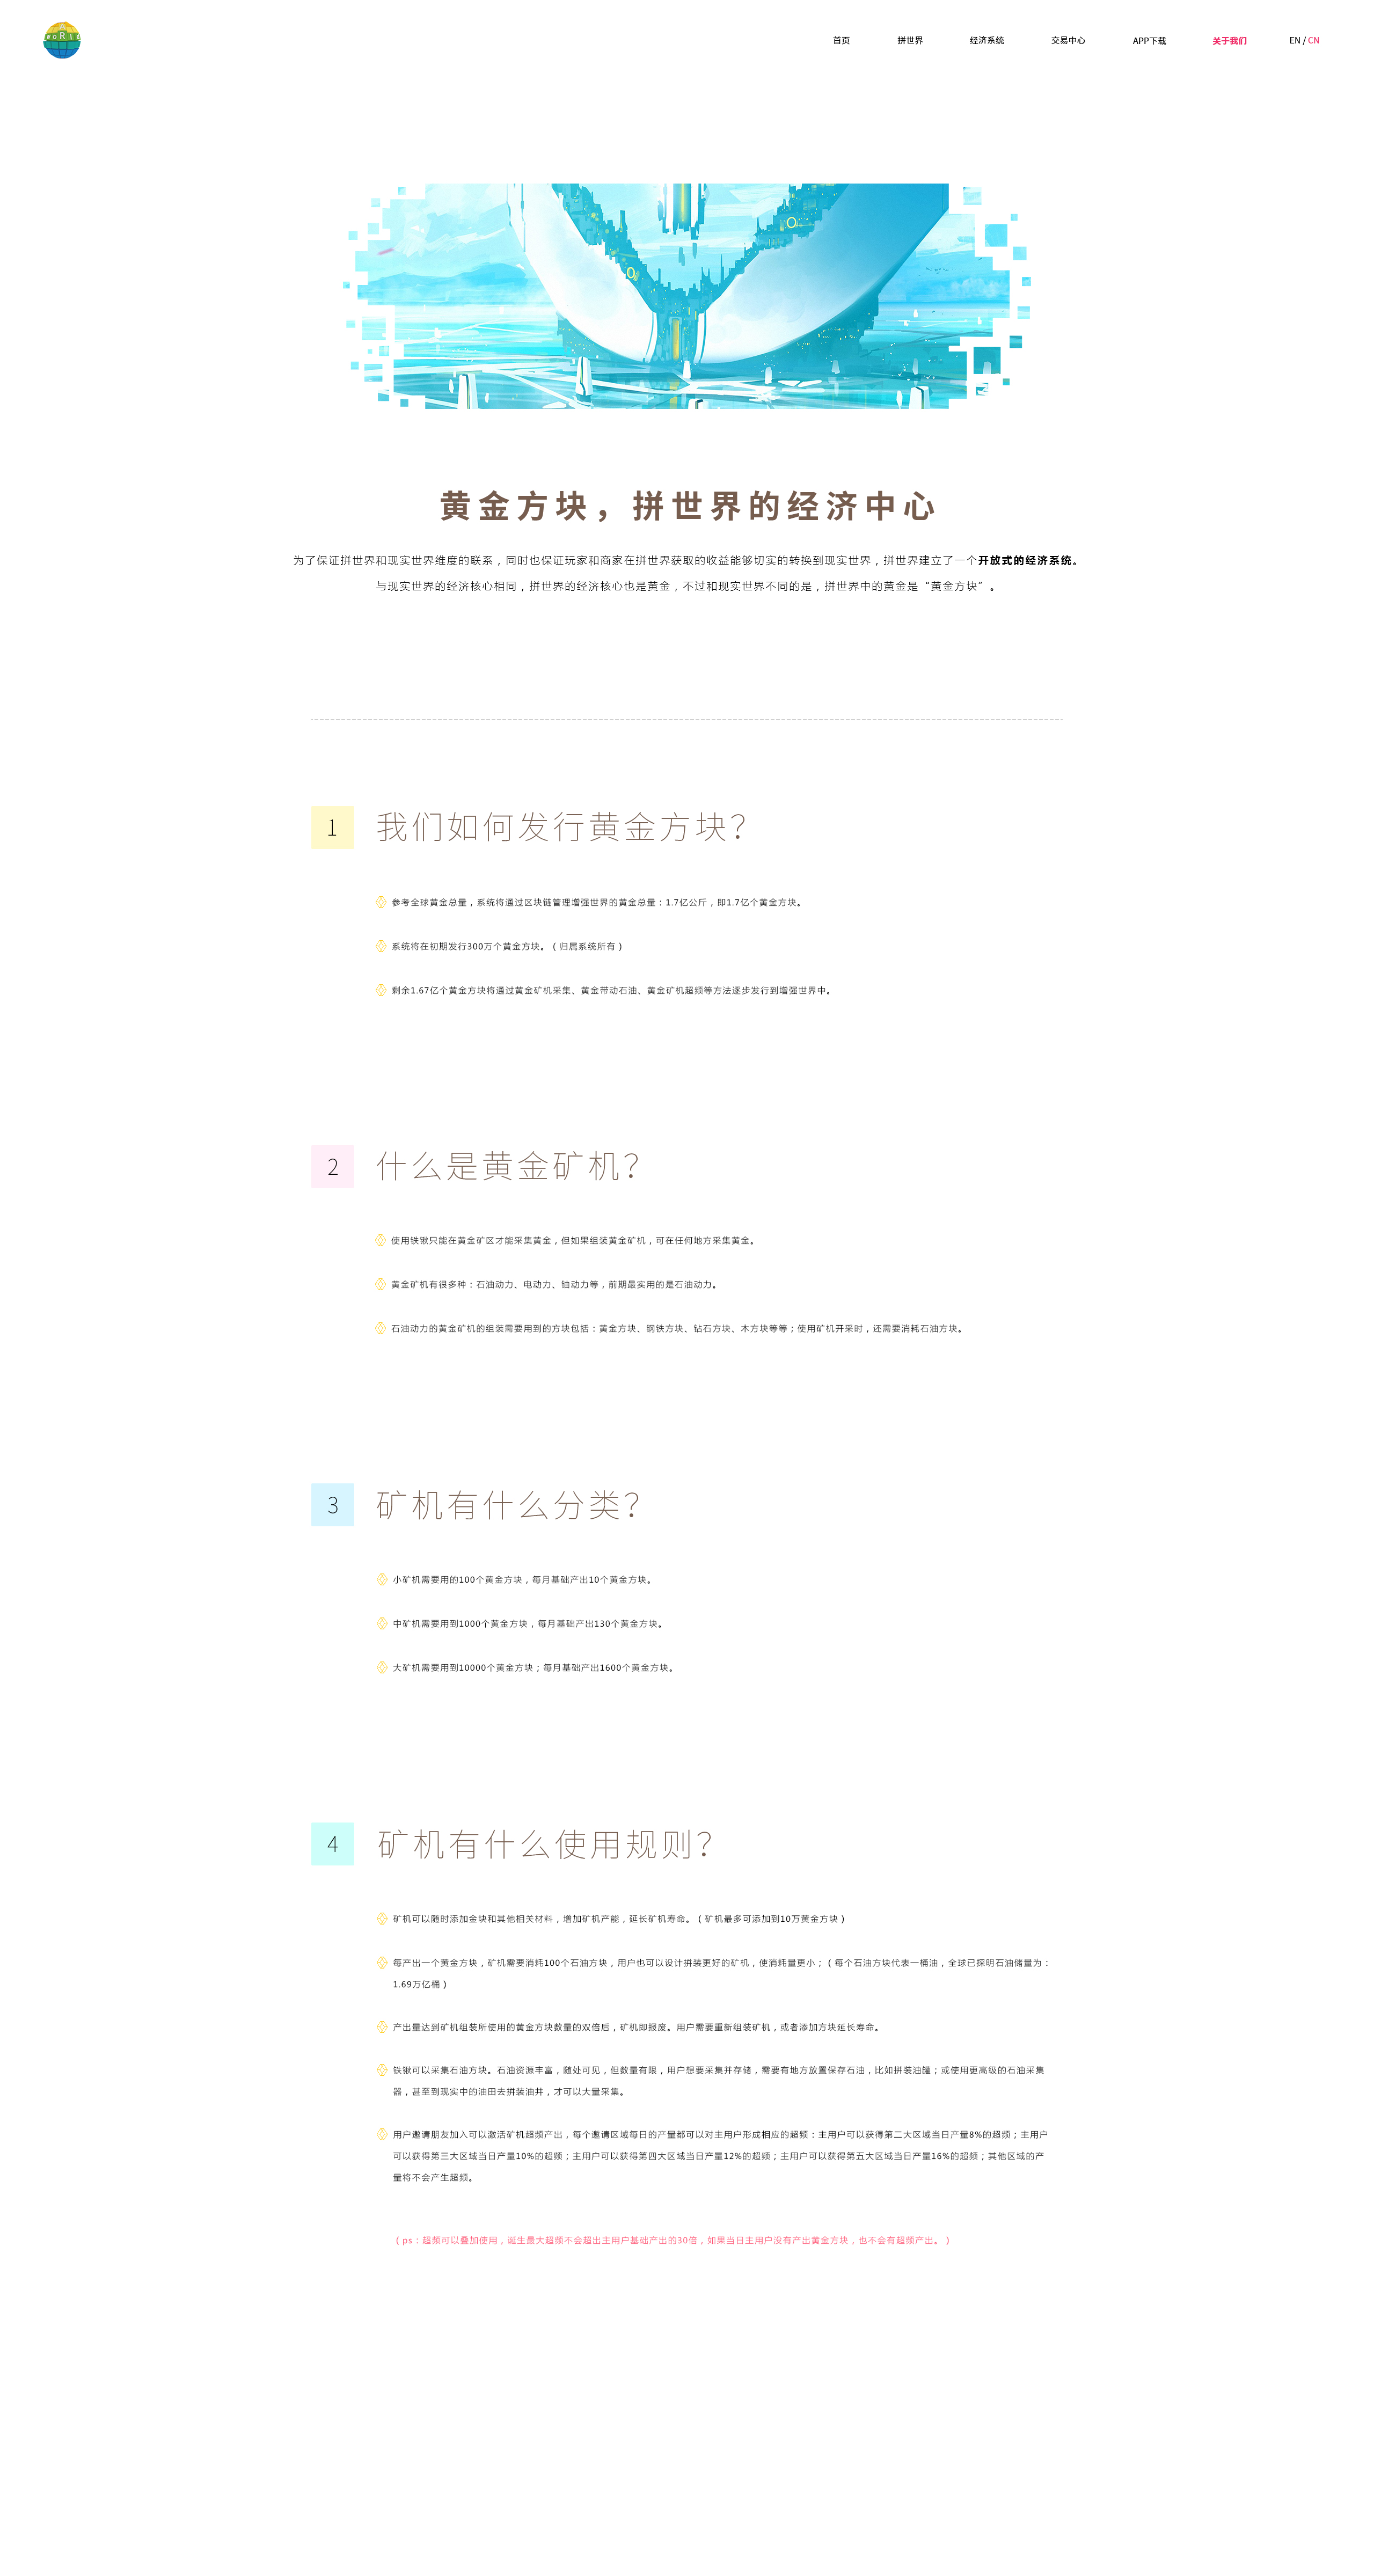 首页 拼世界 经济系统 交易中心 APP下载 关于我们 EN / CN
黄金方块，拼世界的经济中心
为了保证拼世界和现实世界维度的联系，同时也保证玩家和商家在拼世界获取的收益能够切实的转换到现实世界，拼世界建立了一个开放式的经济系统。
与现实世界的经济核心相同，拼世界的经济核心也是黄金，不过和现实世界不同的是，拼世界中的黄金是“黄金方块”。
1 我们如何发行黄金方块？
参考全球黄金总量，系统将通过区块链管理增强世界的黄金总量：1.7亿公斤，即1.7亿个黄金方块。
系统将在初期发行300万个黄金方块。（归属系统所有）
剩余1.67亿个黄金方块将通过黄金矿机采集、黄金带动石油、黄金矿机超频等方法逐步发行到增强世界中。
2 什么是黄金矿机？
使用铁锹只能在黄金矿区才能采集黄金，但如果组装黄金矿机，可在任何地方采集黄金。
黄金矿机有很多种：石油动力、电动力、铀动力等，前期最实用的是石油动力。
石油动力的黄金矿机的组装需要用到的方块包括：黄金方块、钢铁方块、钻石方块、木方块等等；使用矿机开采时，还需要消耗石油方块。
3 矿机有什么分类？
小矿机需要用的100个黄金方块，每月基础产出10个黄金方块。
中矿机需要用到1000个黄金方块，每月基础产出130个黄金方块。
大矿机需要用到10000个黄金方块；每月基础产出1600个黄金方块。
4 矿机有什么使用规则？
矿机可以随时添加金块和其他相关材料，增加矿机产能，延长矿机寿命。（矿机最多可添加到10万黄金方块）
每产出一个黄金方块，矿机需要消耗100个石油方块，用户也可以设计拼装更好的矿机，使消耗量更小；（每个石油方块代表一桶油，全球已探明石油储量为：
1.69万亿桶）
产出量达到矿机组装所使用的黄金方块数量的双倍后，矿机即报废。用户需要重新组装矿机，或者添加方块延长寿命。
铁锹可以采集石油方块。石油资源丰富，随处可见，但数量有限，用户想要采集并存储，需要有地方放置保存石油，比如拼装油罐；或使用更高级的石油采集
器，甚至到现实中的油田去拼装油井，才可以大量采集。
用户邀请朋友加入可以激活矿机超频产出，每个邀请区域每日的产量都可以对主用户形成相应的超频：主用户可以获得第二大区域当日产量8%的超频；主用户
可以获得第三大区域当日产量10%的超频；主用户可以获得第四大区域当日产量12%的超频；主用户可以获得第五大区域当日产量16%的超频；其他区域的产
量将不会产生超频。
（ps：超频可以叠加使用，诞生最大超频不会超出主用户基础产出的30倍，如果当日主用户没有产出黄金方块，也不会有超频产出。）